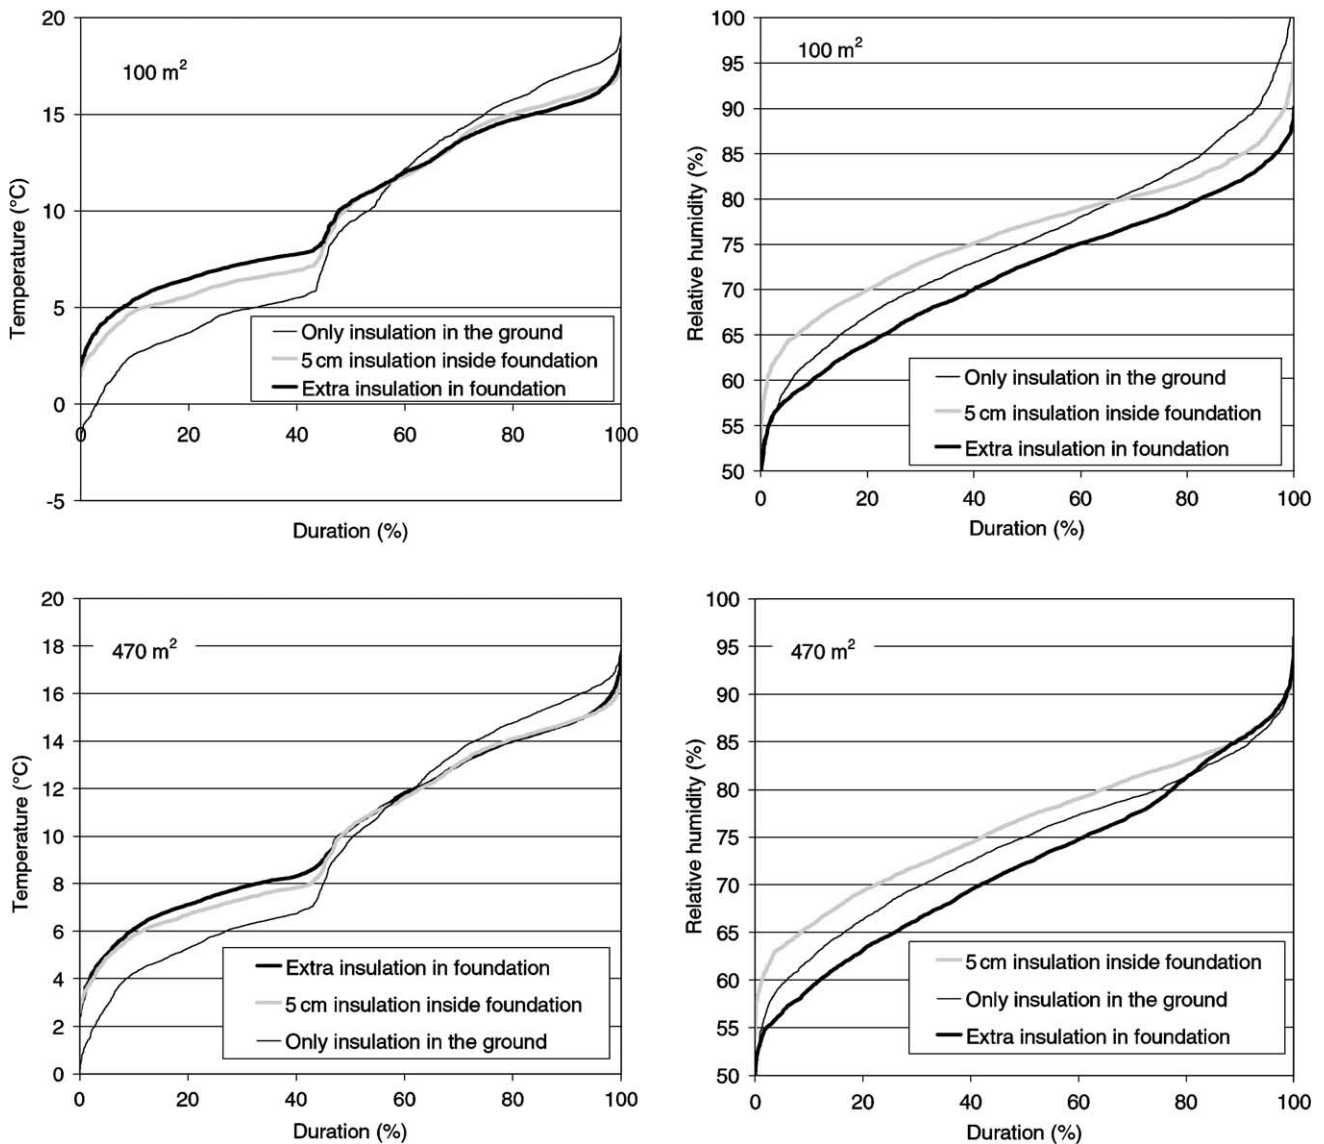 20
15
10
5
0
-5
Temperature (°C)
100 m²
Only insulation in the ground
5 cm insulation inside foundation
Extra insulation in foundation
0 20 40 60 80 100
Duration (%)
100
95
90
85
80
75
70
65
60
55
50
Relative humidity (%)
100 m²
Only insulation in the ground
5 cm insulation inside foundation
Extra insulation in foundation
0 20 40 60 80 100
Duration (%)
20
18
16
14
12
10
8
6
4
2
0
Temperature (°C)
470 m²
Extra insulation in foundation
5 cm insulation inside foundation
Only insulation in the ground
0 20 40 60 80 100
Duration (%)
100
95
90
85
80
75
70
65
60
55
50
Relative humidity (%)
470 m²
5 cm insulation inside foundation
Only insulation in the ground
Extra insulation in foundation
0 20 40 60 80 100
Duration (%)